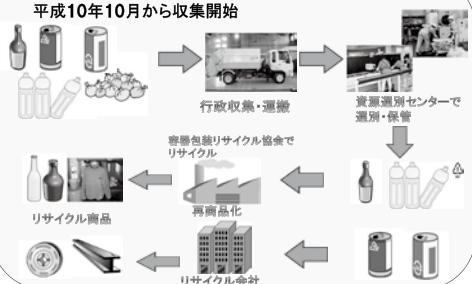 平成10年10月から収集開始
行政収集・運搬
資源選別センターで
選別・保管
容器包装リサイクル協会で
リサイクル
再商品化
リサイクル商品
リサイクル会社